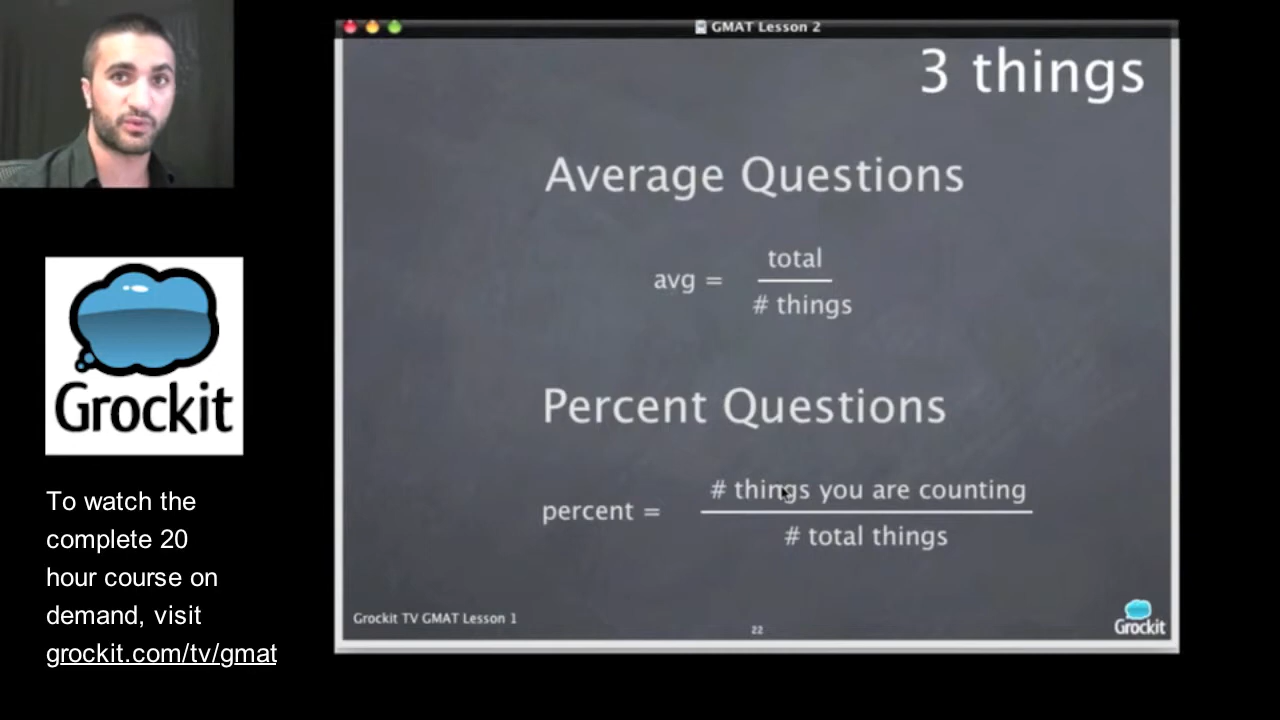 GMAT Lesson 2
3 things
Average Questions
avg =
total
# things
Percent Questions
percent =
# things you are counting
# total things
Grockit TV GMAT Lesson 1
22
Grockit
Grockit
To watch the
complete 20
hour course on
demand, visit
grockit.com/tv/gmat